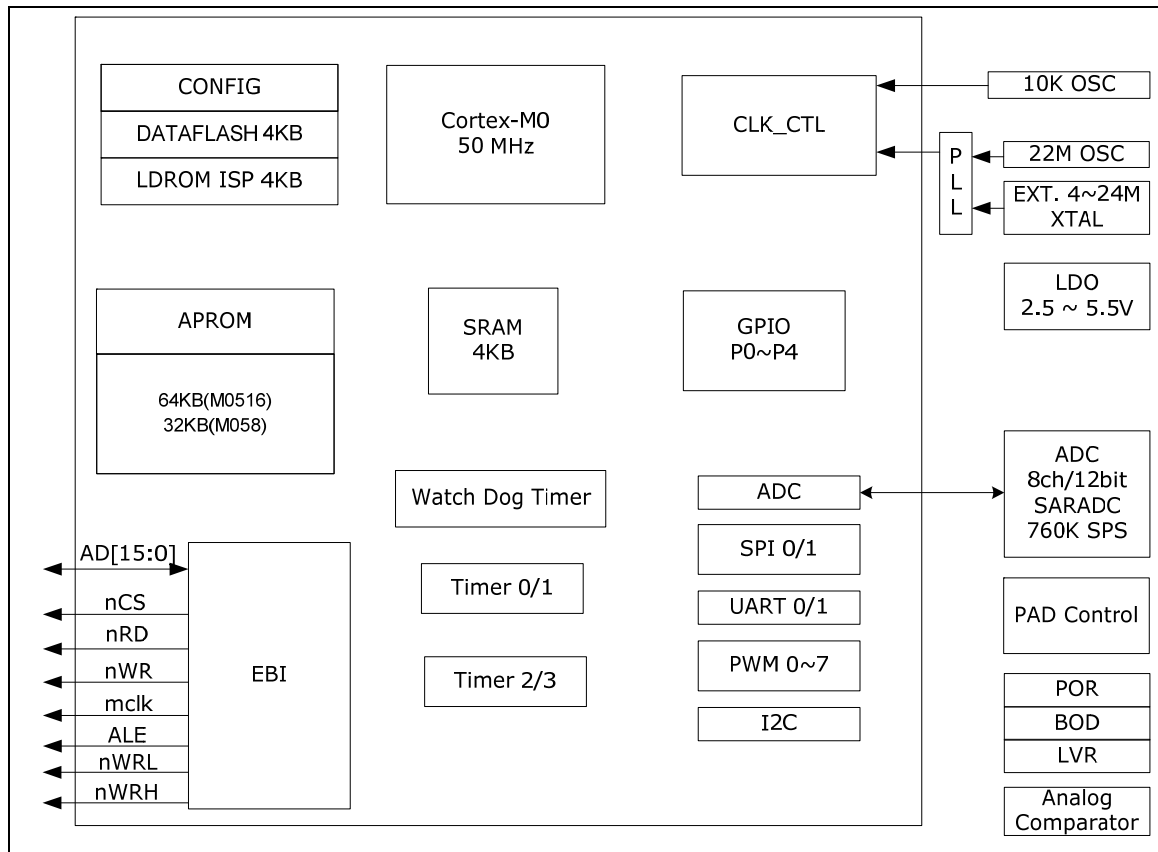 CONFIG
DATAFLASH 4KB
LDROM ISP 4KB
Cortex-M0
50 MHz
CLK_CTL
10K OSC
P
L
L
22M OSC
EXT. 4~24M
XTAL
LDO
2.5 ~ 5.5V
APROM
64KB(M0516)
32KB(M058)
SRAM
4KB
GPIO
P0~P4
Watch Dog Timer
Timer 0/1
Timer 2/3
ADC
SPI 0/1
UART 0/1
PWM 0~7
I2C
ADC
8ch/12bit
SARADC
760K SPS
PAD Control
POR
BOD
LVR
Analog
Comparator
AD[15:0]
nCS
nRD
nWR
mclk
ALE
nWRL
nWRH
EBI